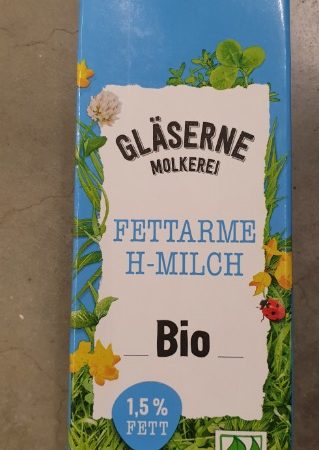 GLÄSERNE
MOLKEREI
FETTARME
H-MILCH
Bio
1,5 %
FETT